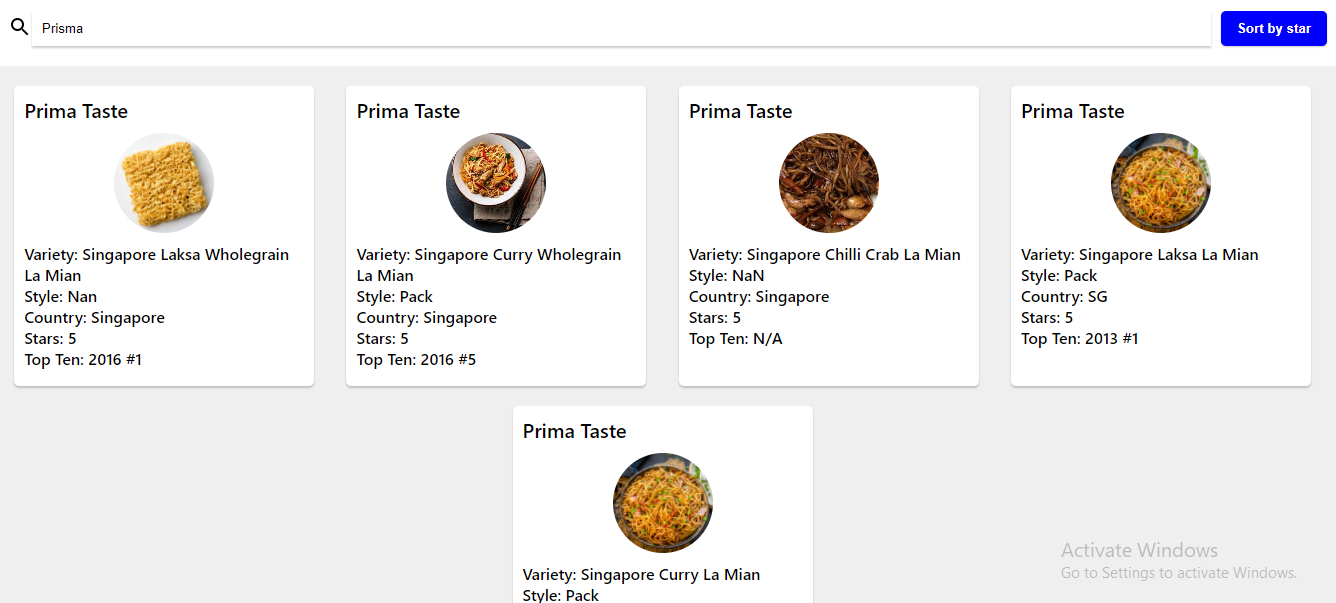 Prisma
Sort by star
Prima Taste
Variety: Singapore Laksa Wholegrain
La Mian
Style: Nan
Country: Singapore
Stars: 5
Top Ten: 2016 #1
Prima Taste
Variety: Singapore Curry Wholegrain
La Mian
Style: Pack
Country: Singapore
Stars: 5
Top Ten: 2016 #5
Prima Taste
Variety: Singapore Chilli Crab La Mian
Style: NaN
Country: Singapore
Stars: 5
Top Ten: N/A
Prima Taste
Variety: Singapore Laksa La Mian
Style: Pack
Country: SG
Stars: 5
Top Ten: 2013 #1
Prima Taste
Variety: Singapore Curry La Mian
Style: Pack
Activate Windows
Go to Settings to activate Windows.